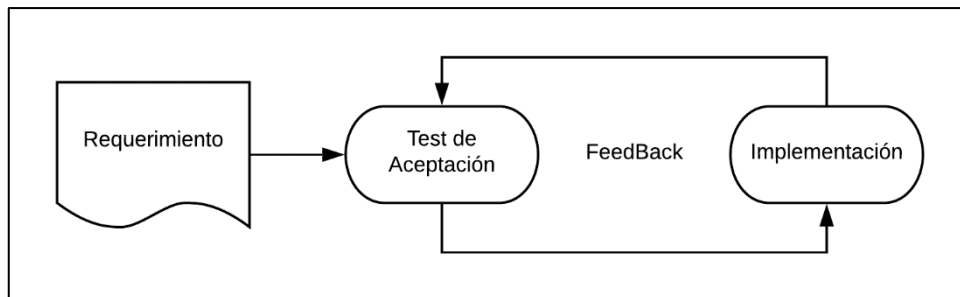 Requerimiento
Test de
Aceptación
FeedBack
Implementación